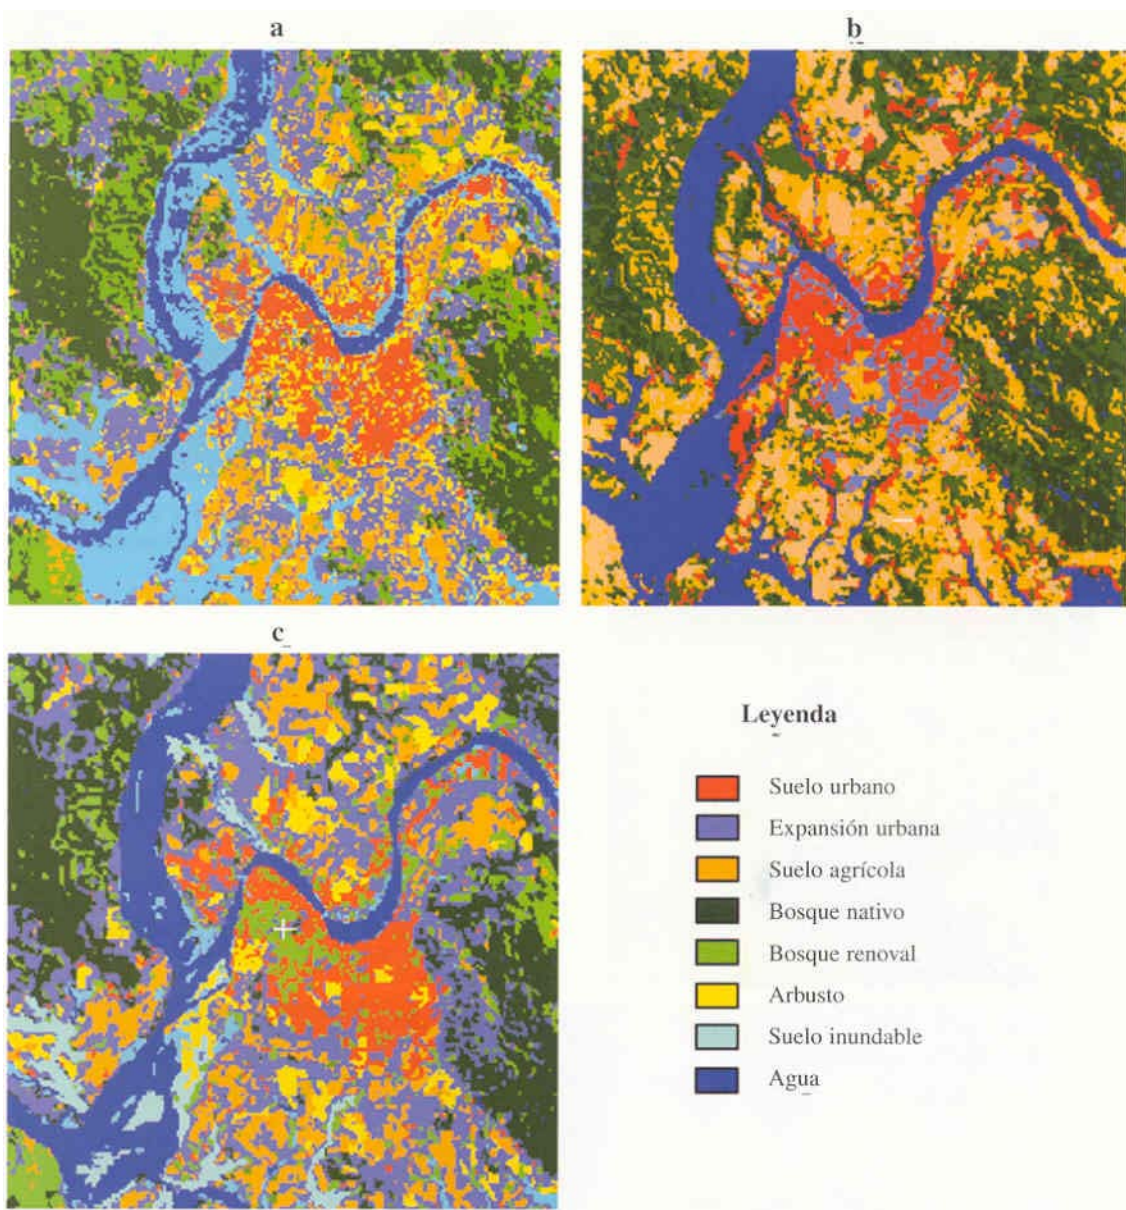 a
b
c
Leyenda
Suelo urbano
Expansión urbana
Suelo agrícola
Bosque nativo
Bosque renoval
Arbusto
Suelo inundable
Agua